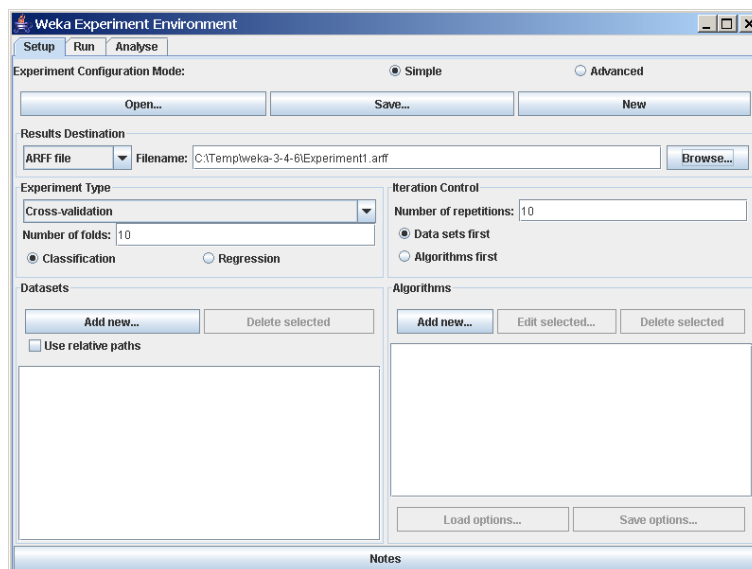 Weka Experiment Environment
Setup Run Analyse
Experiment Configuration Mode: Simple Advanced
Open... Save... New
Results Destination
ARFF file Filename: C:\Temp\weka-3-4-6\Experiment1.arff Browse...
Experiment Type
Cross-validation
Number of folds: 10
Classification Regression
Iteration Control
Number of repetitions: 10
Data sets first
Algorithms first
Datasets
Add new... Delete selected
Use relative paths
Algorithms
Add new... Edit selected... Delete selected
Load options... Save options...
Notes